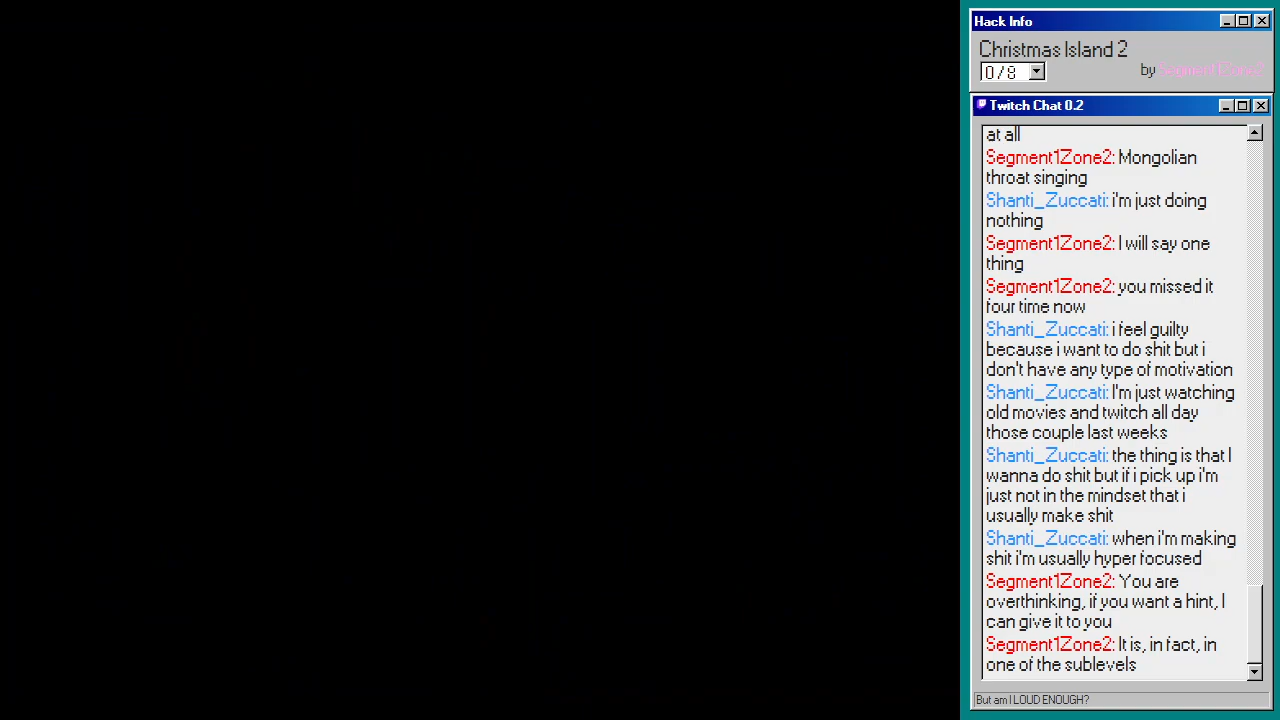 Hack Info
Christmas Island 2
0/8
by Segment1Zone2
Twitch Chat 0.2
at all
Segment1Zone2: Mongolian
throat singing
Shanti_Zuccati: i'm just doing
nothing
Segment1Zone2: I will say one
thing
Segment1Zone2: you missed it
four time now
Shanti_Zuccati: i feel guilty
because i want to do shit but i
don't have any type of motivation
Shanti_Zuccati: I'm just watching
old movies and twitch all day
those couple last weeks
Shanti_Zuccati: the thing is that I
wanna do shit but if i pick up i'm
just not in the mindset that i
usually make shit
Shanti_Zuccati: when i'm making
shit i'm usually hyper focused
Segment1Zone2: You are
overthinking, if you want a hint, I
can give it to you
Segment1Zone2: It is, in fact, in
one of the sublevels
But am I LOUD ENOUGH?